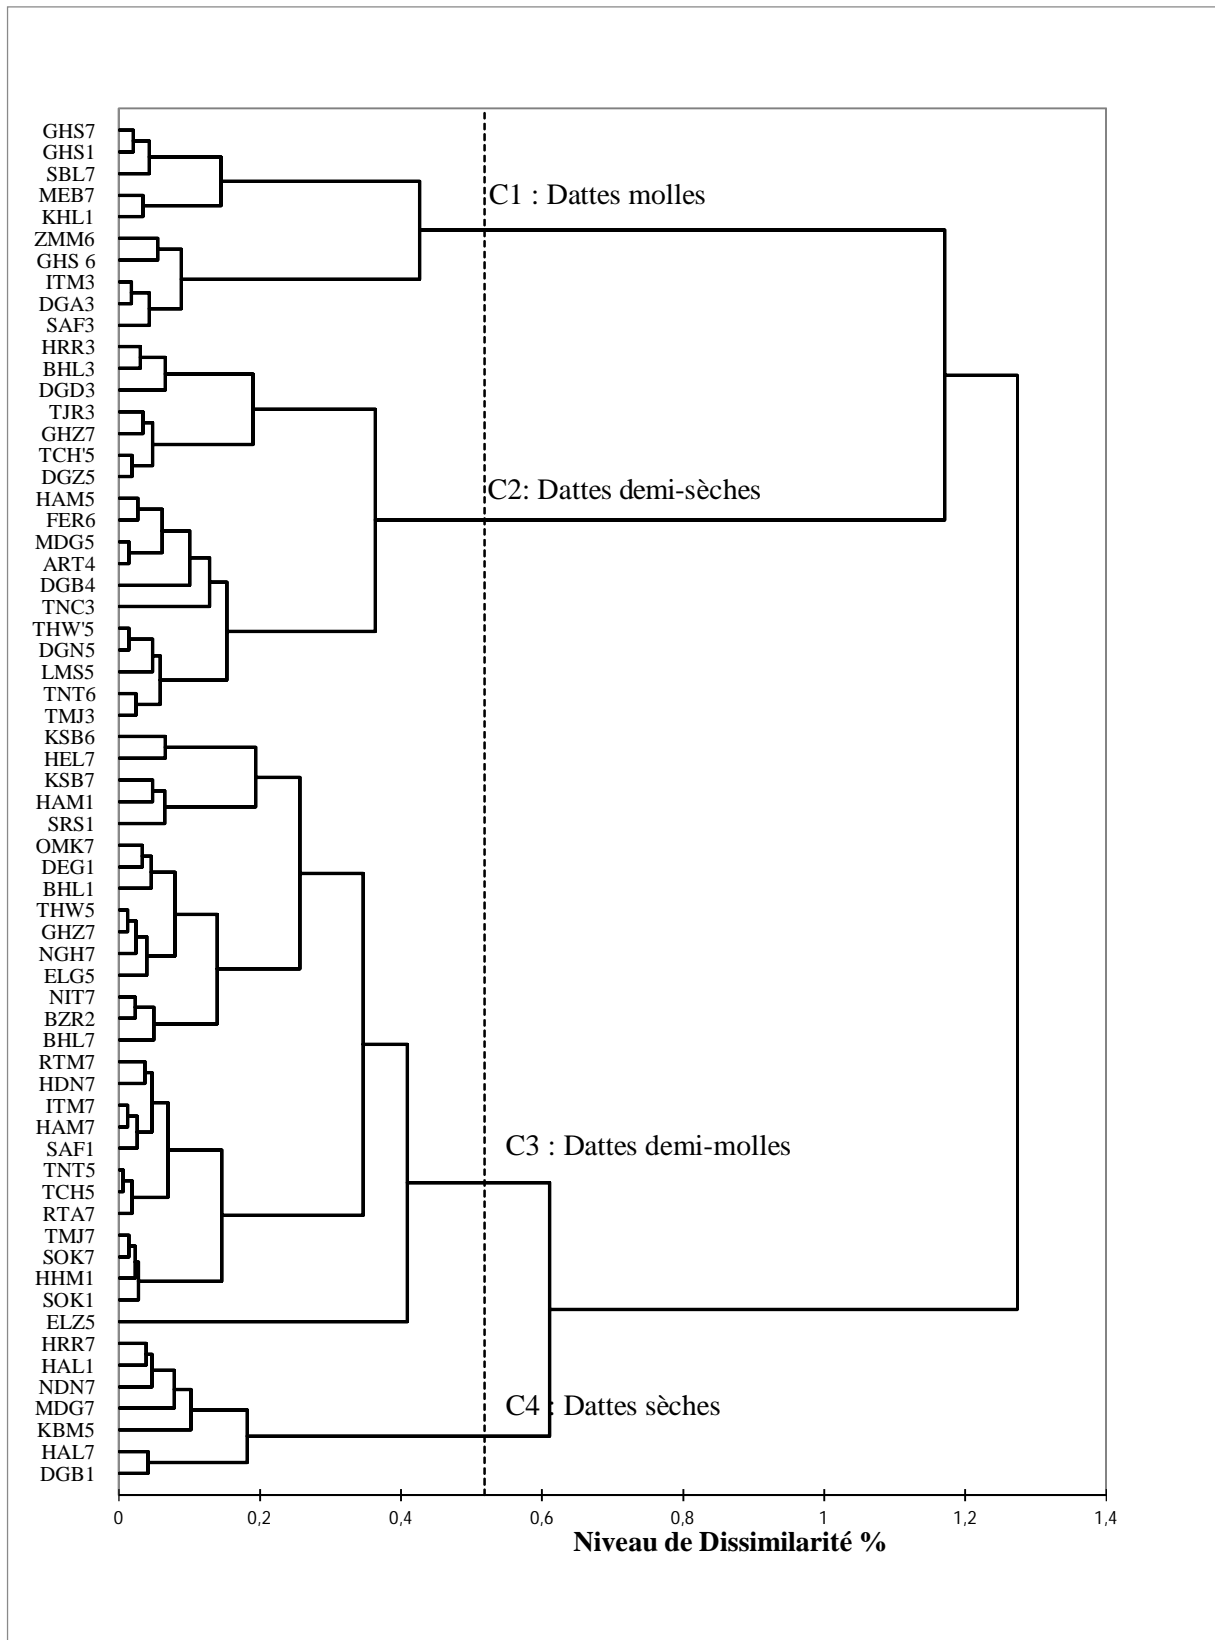 GHS7
GHS1
SBL7
MEB7
KHL1
C1 : Dattes molles
ZMM6
GHS 6
ITM3
DGA3
SAF3
HRR3
BHL3
DGD3
TJR3
GHZ7
TCH'5
DGZ5
C2: Dattes demi-sèches
HAM5
FER6
MDG5
ART4
DGB4
TNC3
THW'5
DGN5
LMS5
TNT6
TMJ3
KSB6
HEL7
KSB7
HAM1
SRS1
OMK7
DEG1
BHL1
THW5
GHZ7
NGH7
ELG5
NIT7
BZR2
BHL7
RTM7
HDN7
ITM7
HAM7
SAF1
C3 : Dattes demi-molles
TNT5
TCH5
RTA7
TMJ7
SOK7
HHM1
SOK1
ELZ5
HRR7
HAL1
NDN7
MDG7
C4 : Dattes sèches
KBM5
HAL7
DGB1
0 0,2 0,4 0,6 0,8 1 1,2 1,4
Niveau de Dissimilarité %